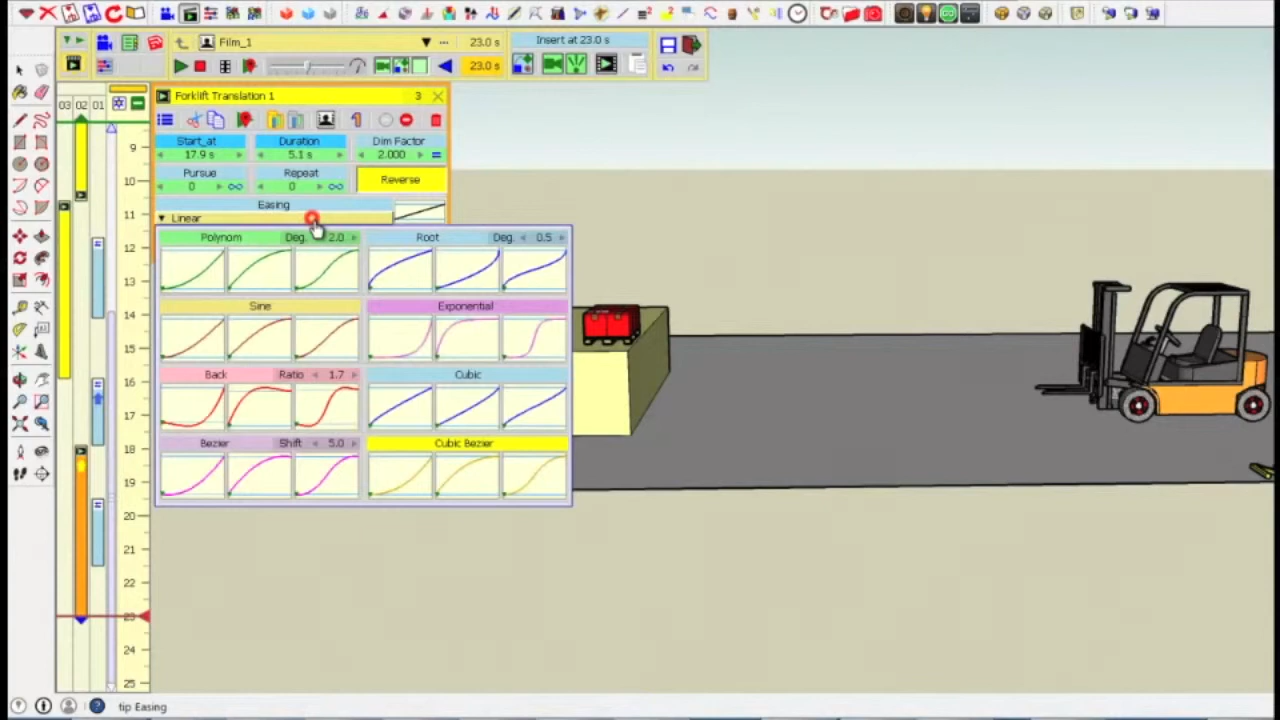 Film_1
23.0 s
Insert at 23.0 s
23.0 s
03 02 01
Forklift Translation 1
3
Start_at
Duration
Dim Factor
17.9 s
5.1 s
2.000
Pursue
Repeat
Reverse
0
0
Easing
Linear
Polynom
Deg.
2.0
Root
Deg.
0.5
Sine
Exponential
Back
Ratio
1.7
Cubic
Bezier
Shift
5.0
Cubic Bezier
9
10
11
12
13
14
15
16
17
18
19
20
21
22
23
24
25
tip Easing